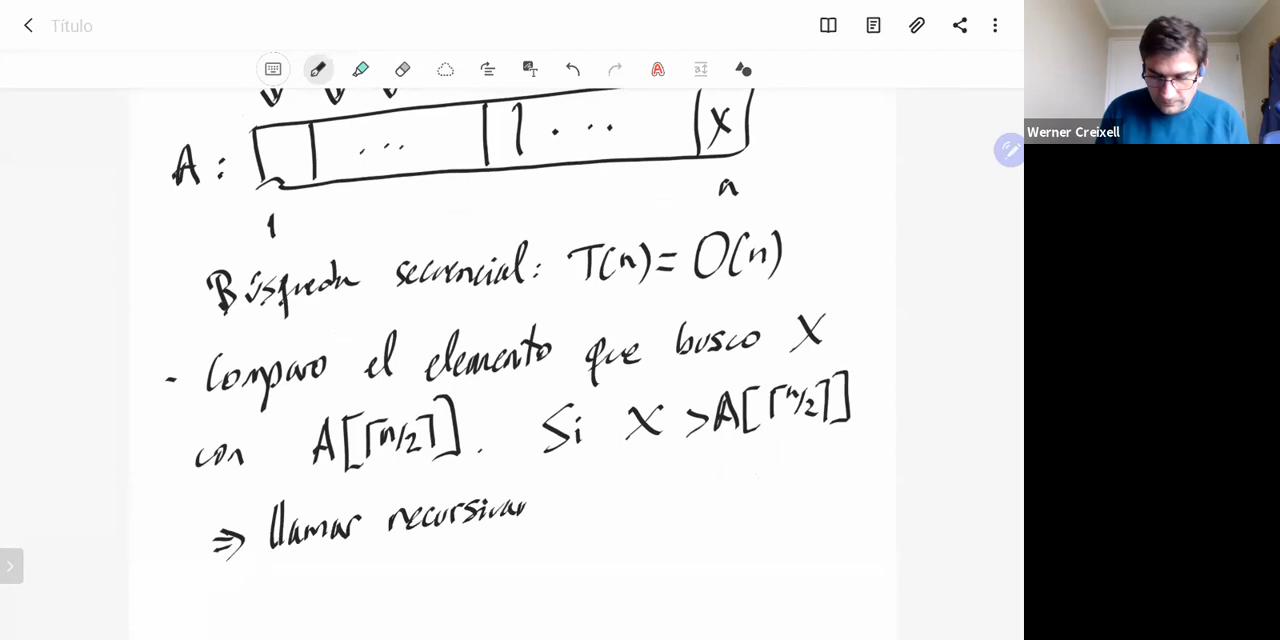 Título
Werner Creixell
A: ... ... X
1 n
Búsqueda secuencial: T(n) = O(n)
- Comparo el elemento que busco X
con A[⌈n/2⌉]. Si X > A[⌈n/2⌉]
⇒ llamar recursivam